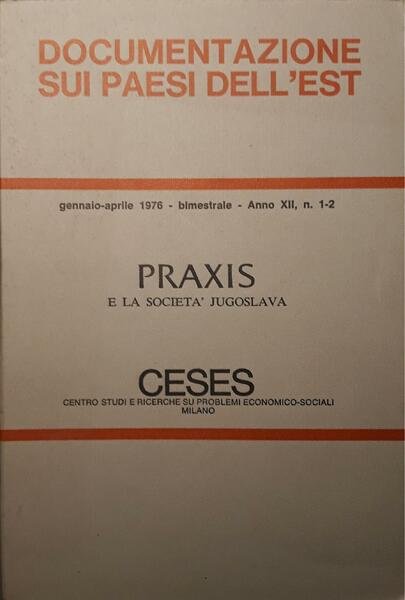 DOCUMENTAZIONE
SUI PAESI DELL'EST
gennaio-aprile 1976 - bimestrale - Anno XII, n. 1-2
PRAXIS
E LA SOCIETA' JUGOSLAVA
CESES
CENTRO STUDI E RICERCHE SU PROBLEMI ECONOMICO-SOCIALI
MILANO